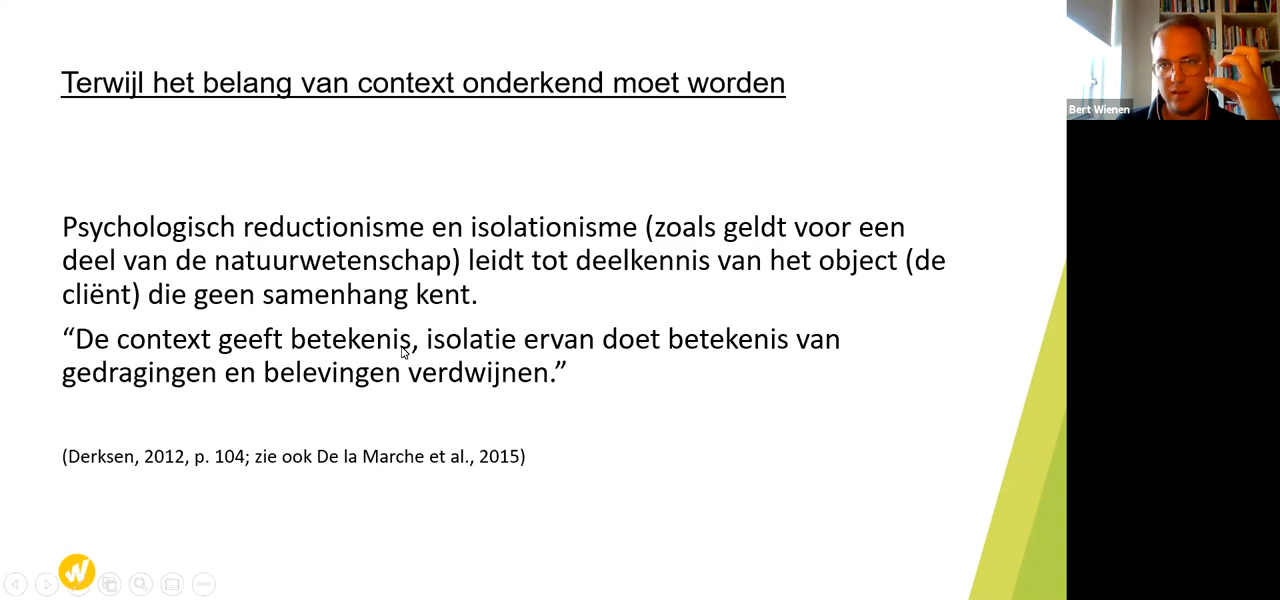 Terwijl het belang van context onderkend moet worden
Bert Wienen
Psychologisch reductionisme en isolationisme (zoals geldt voor een
deel van de natuurwetenschap) leidt tot deelkennis van het object (de
cliënt) die geen samenhang kent.
“De context geeft betekenis, isolatie ervan doet betekenis van
gedragingen en belevingen verdwijnen.”
(Derksen, 2012, p. 104; zie ook De la Marche et al., 2015)
W